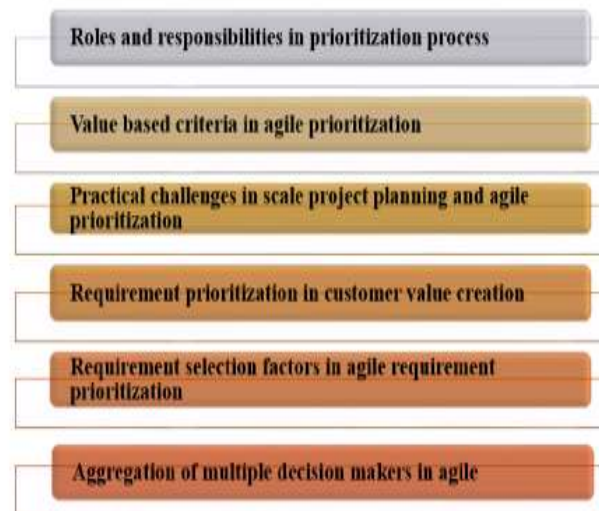 Roles and responsibilities in prioritization process
Value based criteria in agile prioritization
Practical challenges in scale project planning and agile
prioritization
Requirement prioritization in customer value creation
Requirement selection factors in agile requirement
prioritization
Aggregation of multiple decision makers in agile